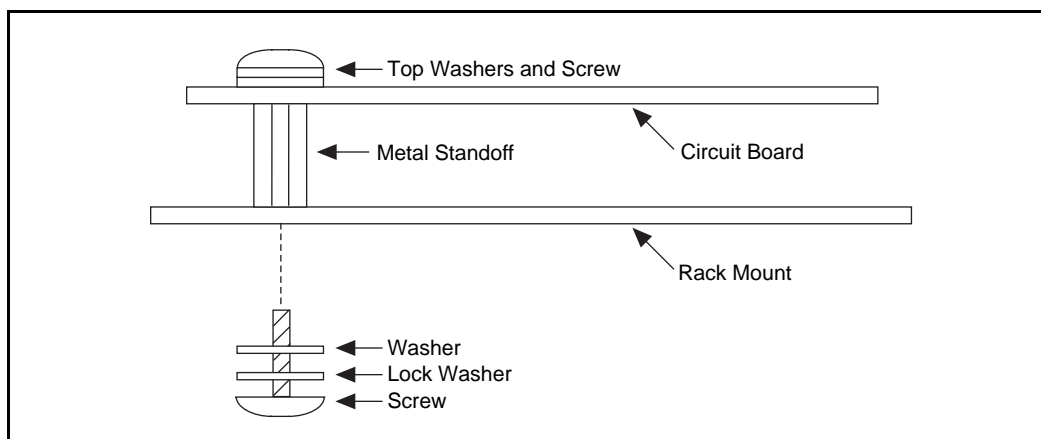 Top Washers and Screw
Metal Standoff
Circuit Board
Rack Mount
Washer
Lock Washer
Screw